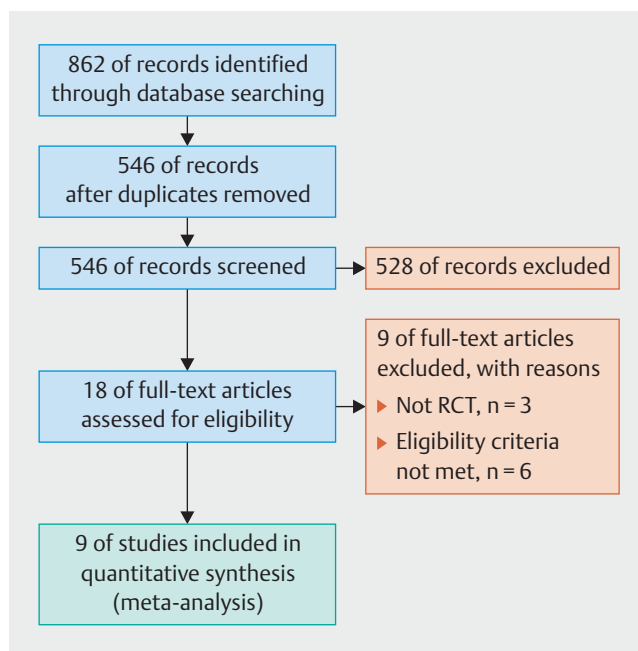 862 of records identified
through database searching
546 of records
after duplicates removed
546 of records screened
528 of records excluded
18 of full-text articles
assessed for eligibility
9 of full-text articles
excluded, with reasons
▶ Not RCT, n = 3
▶ Eligibility criteria
not met, n = 6
9 of studies included in
quantitative synthesis
(meta-analysis)